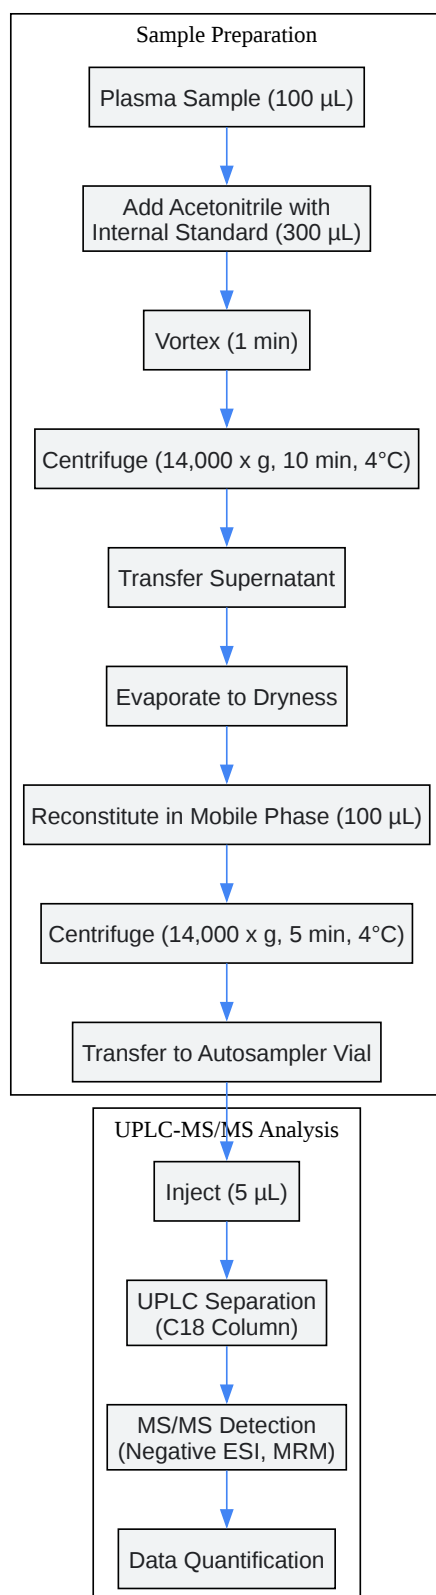 Sample Preparation
Plasma Sample (100 µL)
Add Acetonitrile with
Internal Standard (300 µL)
Vortex (1 min)
Centrifuge (14,000 x g, 10 min, 4°C)
Transfer Supernatant
Evaporate to Dryness
Reconstitute in Mobile Phase (100 µL)
Centrifuge (14,000 x g, 5 min, 4°C)
Transfer to Autosampler Vial
UPLC-MS/MS Analysis
Inject (5 µL)
UPLC Separation
(C18 Column)
MS/MS Detection
(Negative ESI, MRM)
Data Quantification